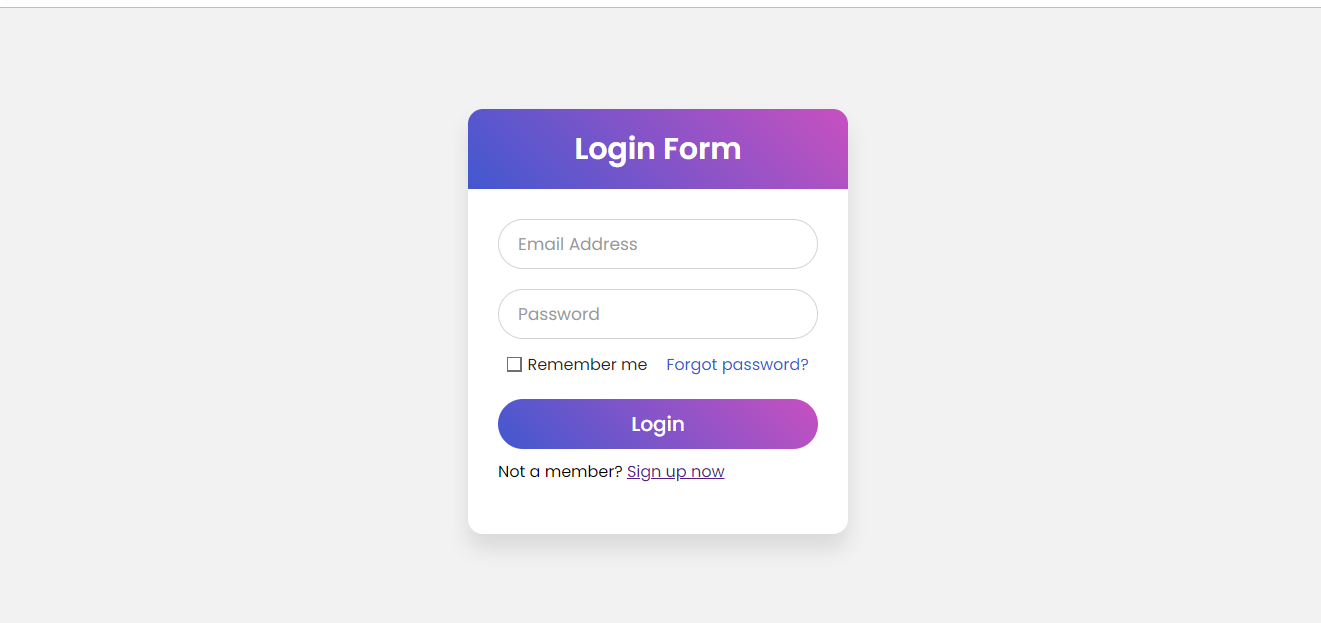 Login Form
Email Address
Password
Remember me Forgot password?
Login
Not a member? Sign up now